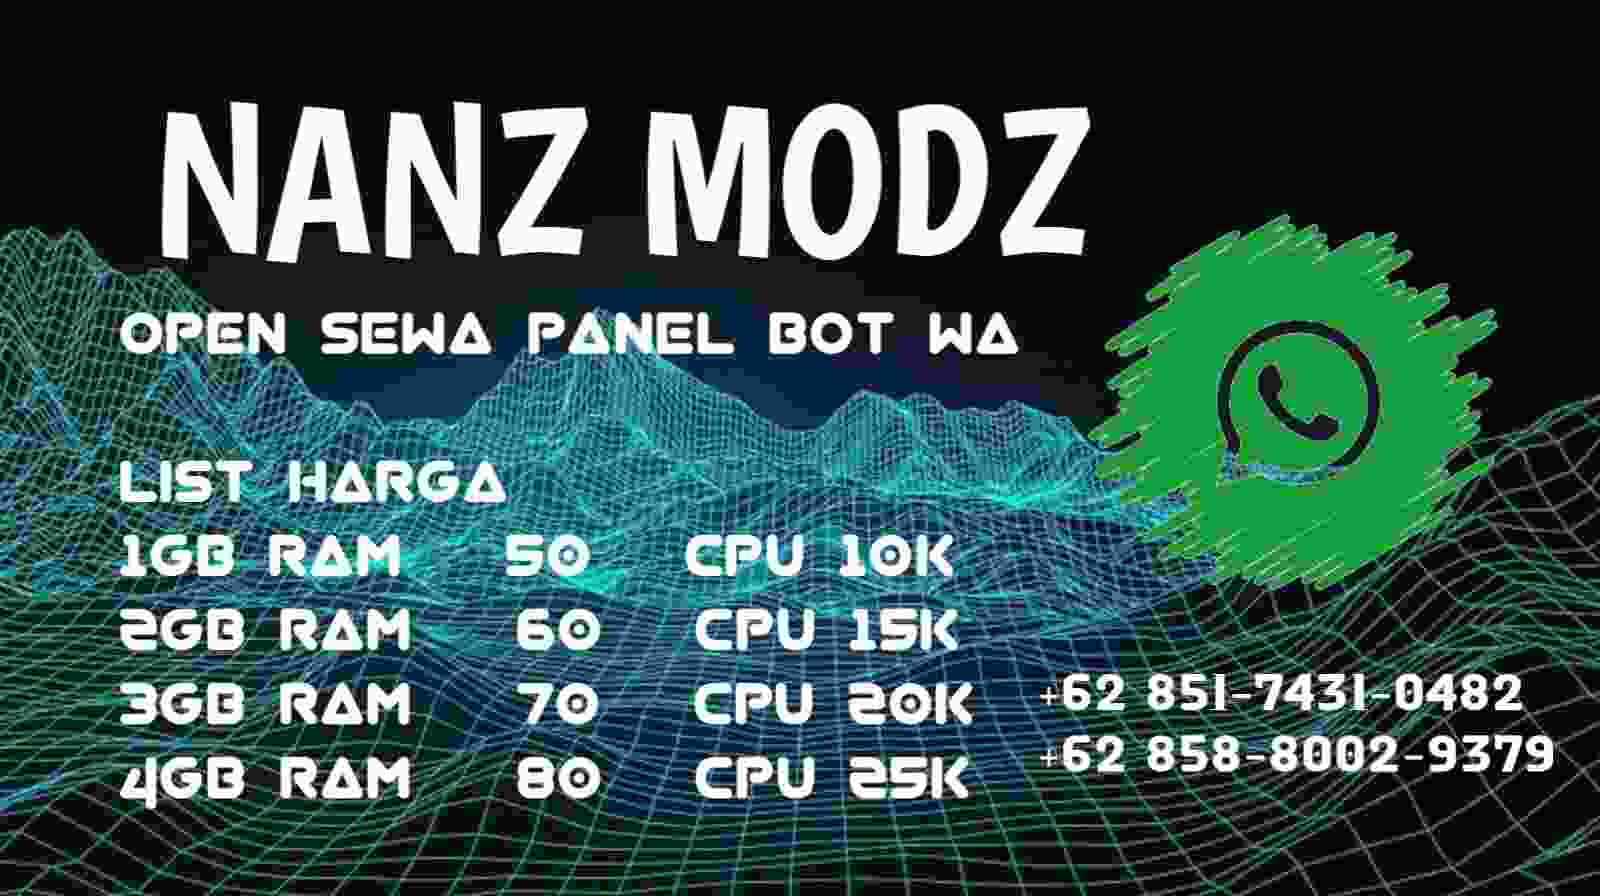 NANZ MODZ
OPEN SEWA PANEL BOT WA
LIST HARGA
1GB RAM 50 CPU 10K
2GB RAM 60 CPU 15K
3GB RAM 70 CPU 20K
4GB RAM 80 CPU 25K
+62 851-7431-0482
+62 858-8002-9379